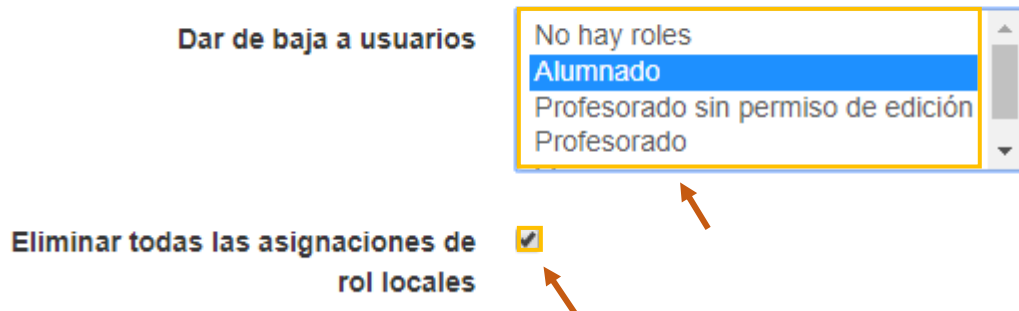 Dar de baja a usuarios
No hay roles
Alumnado
Profesorado sin permiso de edición
Profesorado
Eliminar todas las asignaciones de
rol locales